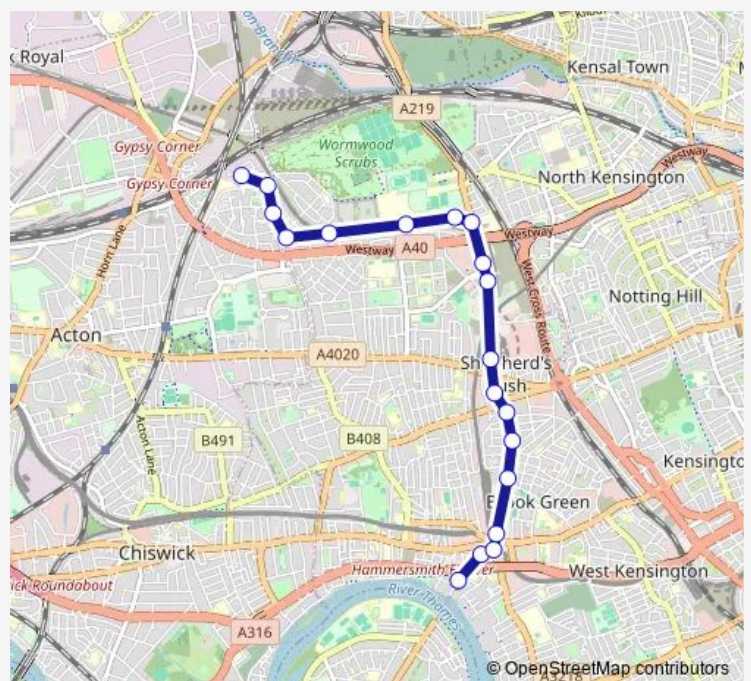 Royal
Kensal Town
A219
Gypsy Corner
Wormwood
Scrubs
Gypsy Corner
Westway
North Kensington
Horn Lane
Westway
Westway
A40
West Cross Route
Notting Hill
Acton
A4020
Shepherd's
Bush
Acton Lane
B491
B408
Brook Green
Chiswick
Hammersmith Flyover
West Kensington
River Thames
A316
© OpenStreetMap contributors